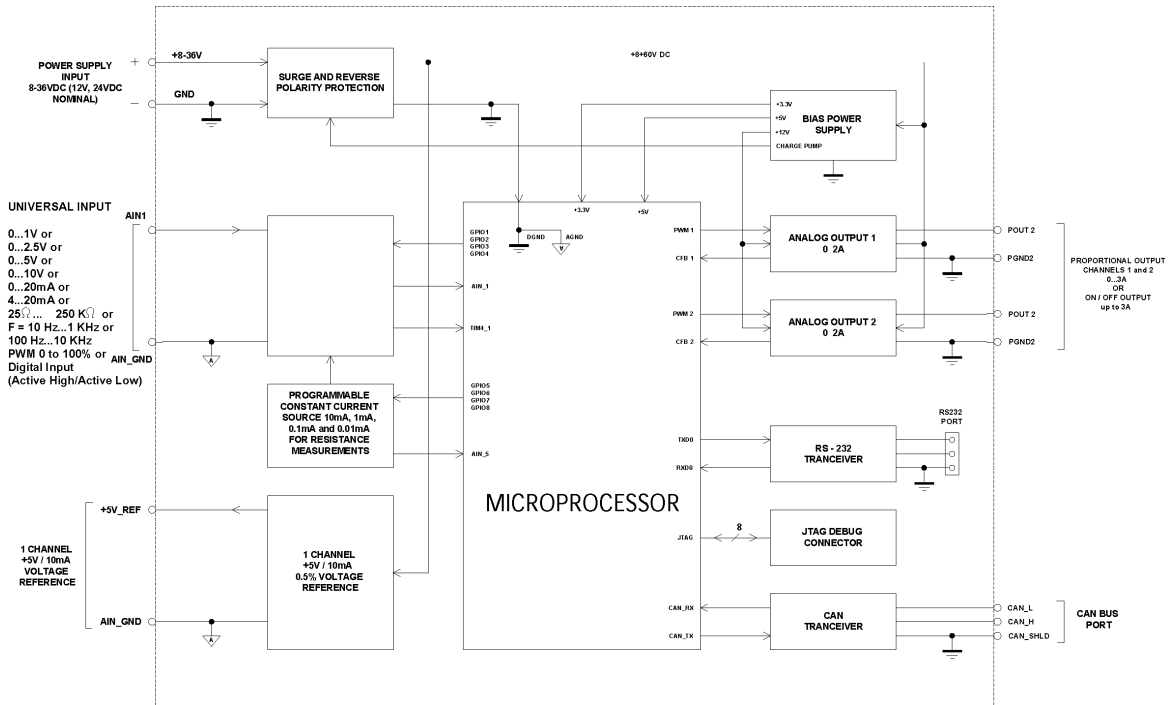 +8+60V DC
+8-36V
POWER SUPPLY
INPUT
8-36VDC (12V, 24VDC
NOMINAL)
+
–
GND
SURGE AND REVERSE
POLARITY PROTECTION
+3.3V
+5V
+12V
CHARGE PUMP
BIAS POWER
SUPPLY
UNIVERSAL INPUT
0...1V or
0...2.5V or
0...5V or
0...10V or
0...20mA or
4...20mA or
25Ω ... 250 KΩ or
F = 10 Hz...1 KHz or
100 Hz...10 KHz
PWM 0 to 100% or
Digital Input
(Active High/Active Low)
AIN1
AIN_GND
A
PROGRAMMABLE
CONSTANT CURRENT
SOURCE 10mA, 1mA,
0.1mA and 0.01mA
FOR RESISTANCE
MEASUREMENTS
1 CHANNEL
+5V / 10mA
VOLTAGE
REFERENCE
+5V_REF
AIN_GND
A
1 CHANNEL
+5V / 10mA
0.5% VOLTAGE
REFERENCE
+3.3V
+5V
DGND
AGND
A
GPIO1
GPIO2
GPIO3
GPIO4
AIN_1
TIM4_1
GPIO5
GPIO6
GPIO7
GPIO8
AIN_5
MICROPROCESSOR
PWM 1
CFB 1
PWM 2
CFB 2
TXD0
RXD0
JTAG
CAN_RX
CAN_TX
ANALOG OUTPUT 1
0 2A
ANALOG OUTPUT 2
0 2A
POUT 2
PGND2
POUT 2
PGND2
PROPORTIONAL OUTPUT
CHANNELS 1 and 2
0...3A
OR
ON / OFF OUTPUT
up to 3A
RS - 232
TRANCEIVER
RS232
PORT
8
JTAG DEBUG
CONNECTOR
CAN
TRANCEIVER
CAN_L
CAN_H
CAN_SHLD
CAN BUS
PORT